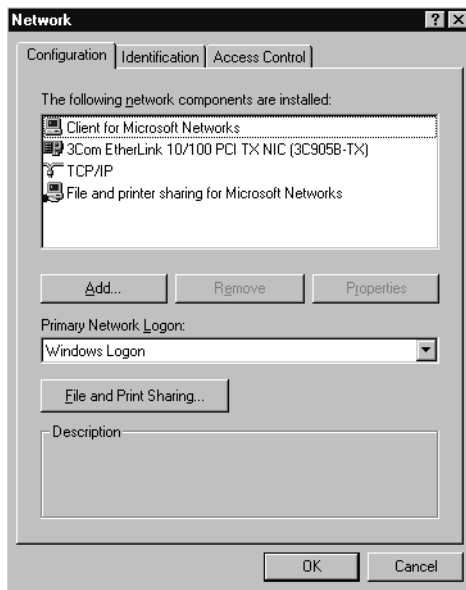 Network
Configuration Identification Access Control
The following network components are installed:
Client for Microsoft Networks
3Com EtherLink 10/100 PCI TX NIC (3C905B-TX)
TCP/IP
File and printer sharing for Microsoft Networks
Add... Remove Properties
Primary Network Logon:
Windows Logon
File and Print Sharing...
Description
OK Cancel